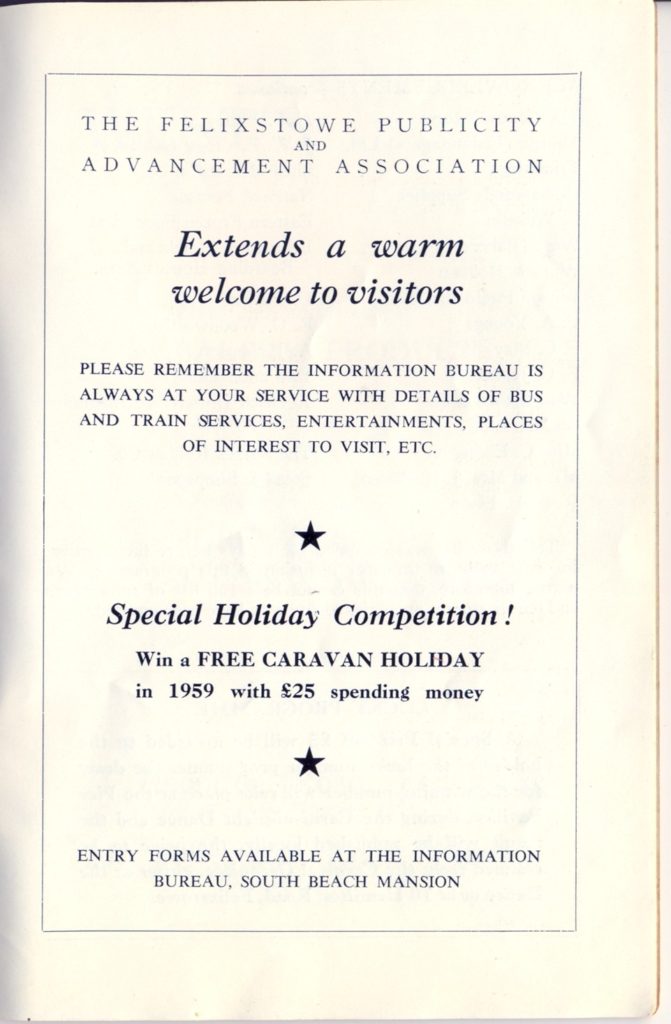 THE FELIXSTOWE PUBLICITY
AND
ADVANCEMENT ASSOCIATION
Extends a warm
welcome to visitors
PLEASE REMEMBER THE INFORMATION BUREAU IS
ALWAYS AT YOUR SERVICE WITH DETAILS OF BUS
AND TRAIN SERVICES, ENTERTAINMENTS, PLACES
OF INTEREST TO VISIT, ETC.
Special Holiday Competition!
Win a FREE CARAVAN HOLIDAY
in 1959 with £25 spending money
ENTRY FORMS AVAILABLE AT THE INFORMATION
BUREAU, SOUTH BEACH MANSION